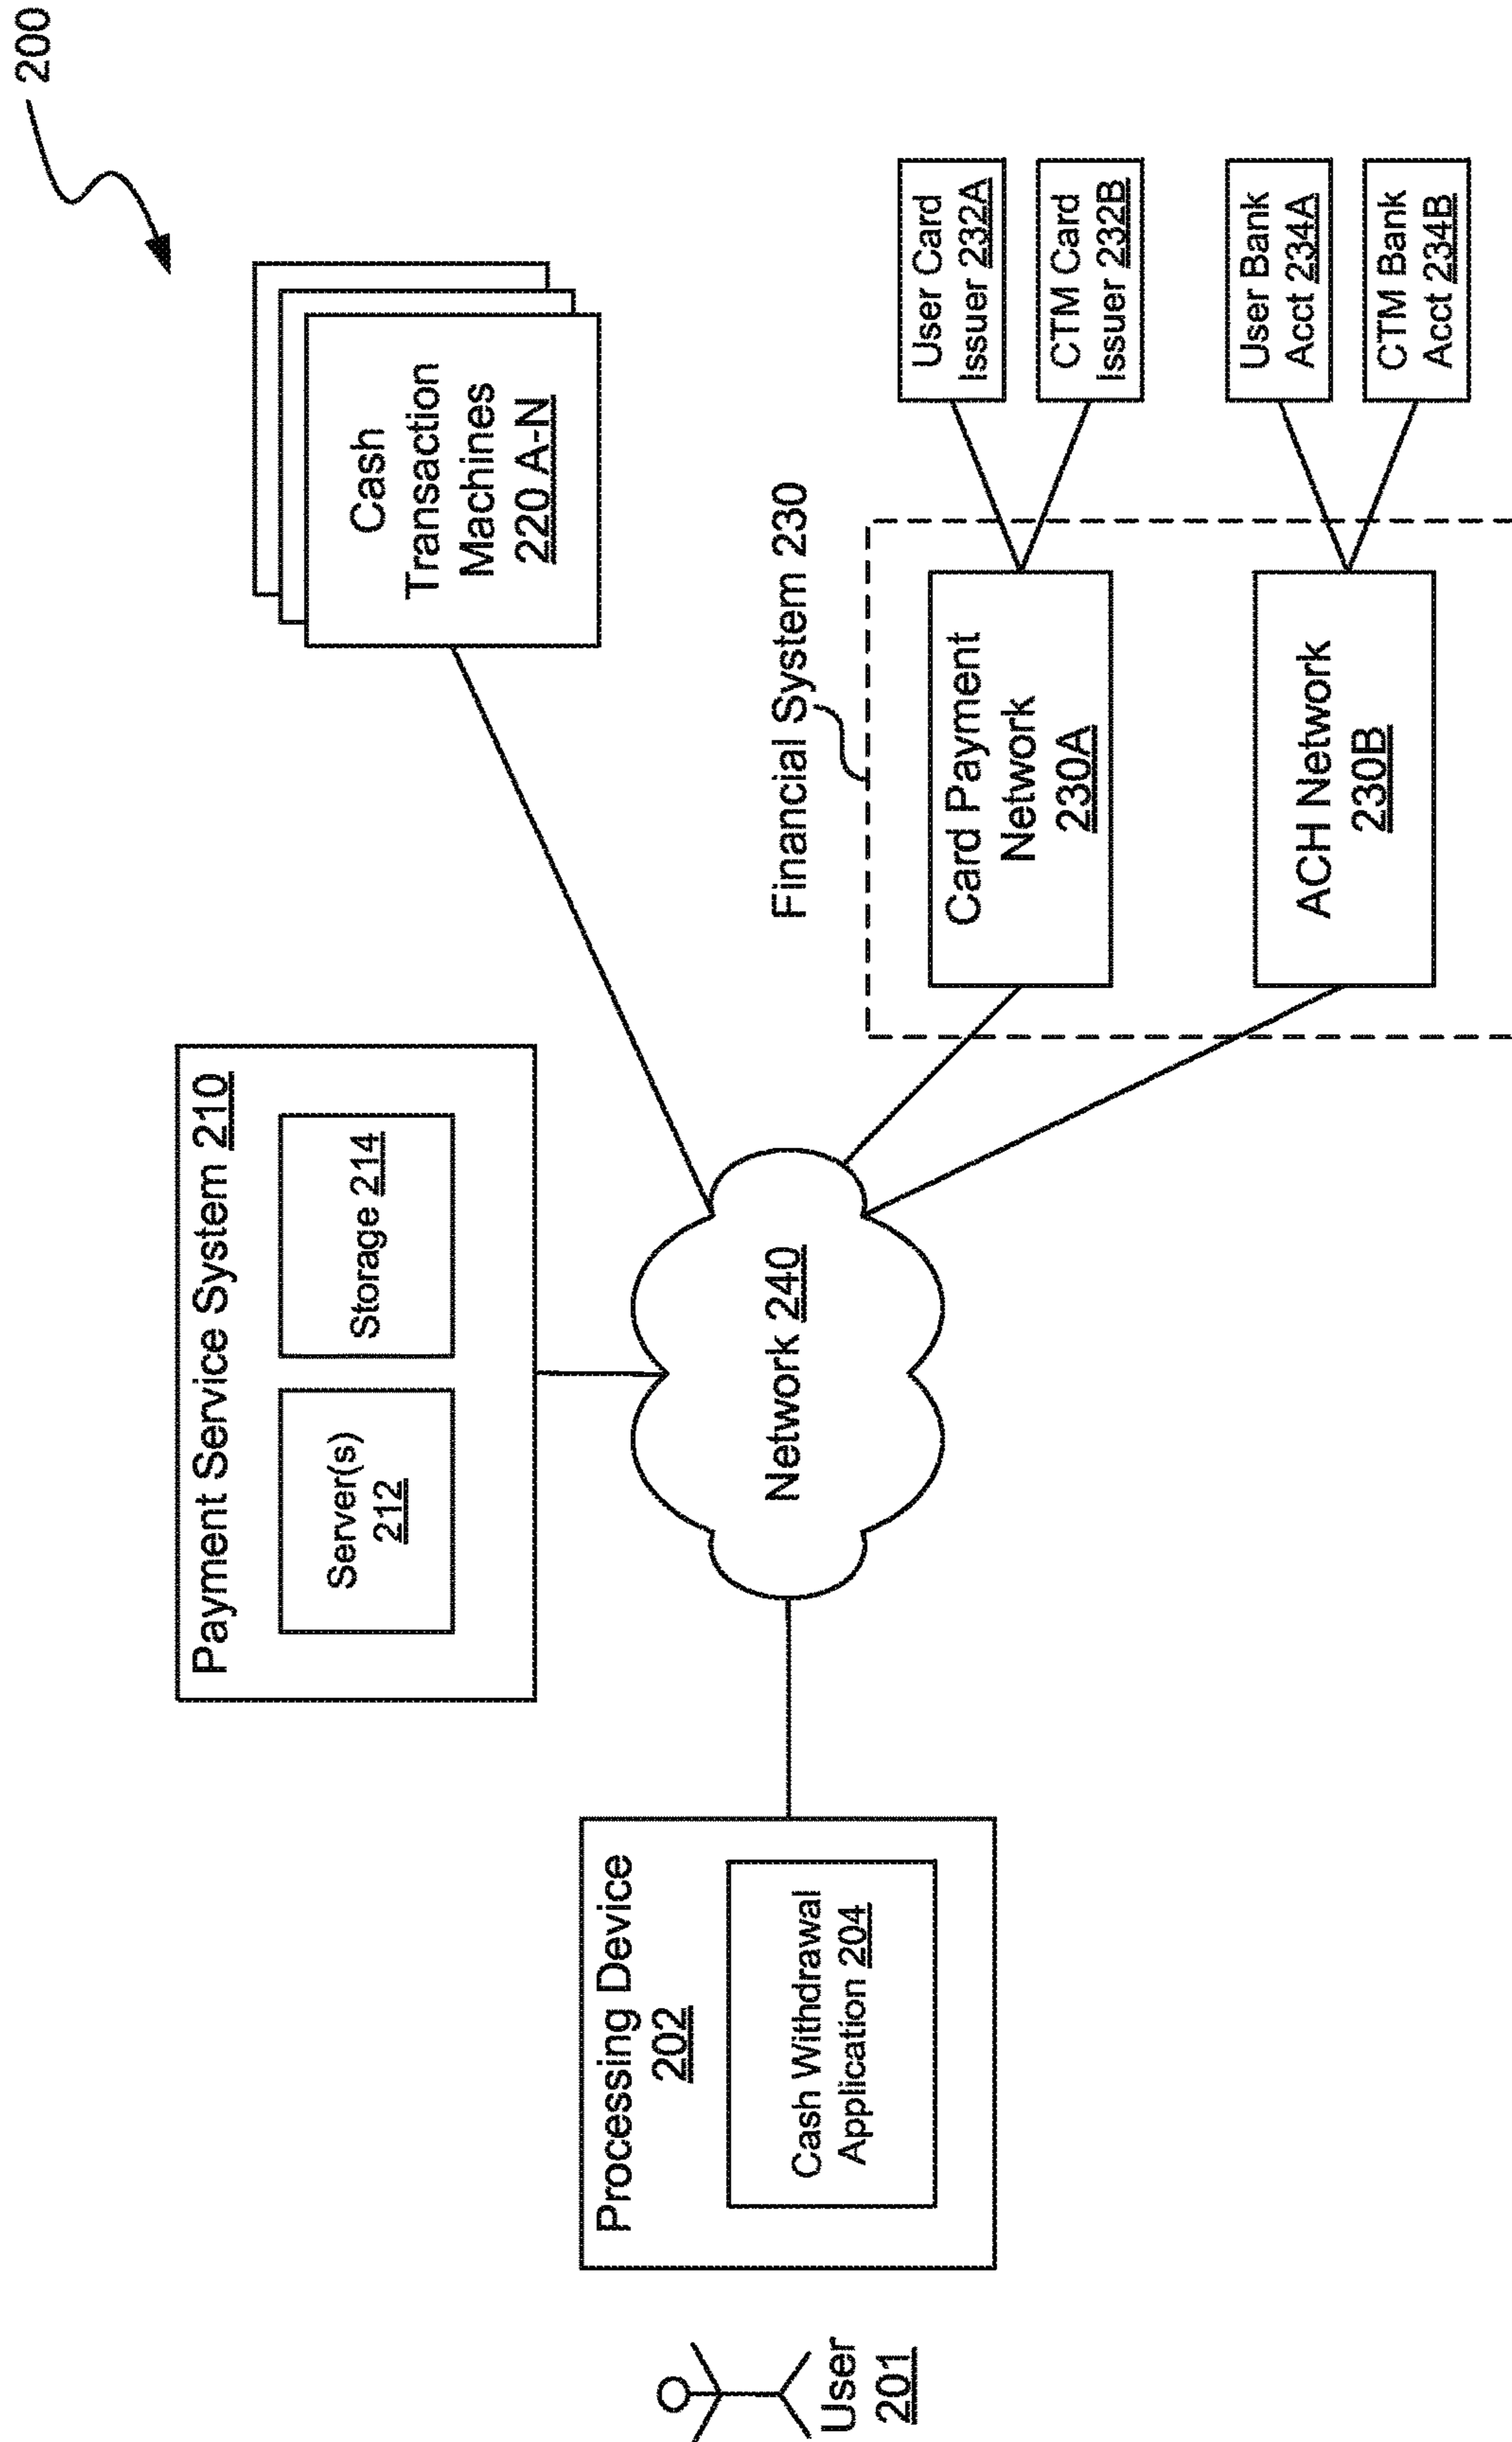 200
Payment Service System 210
Server(s)
212
Storage 214
Cash
Transaction
Machines
220 A-N
Processing Device
202
Cash Withdrawal
Application 204
User
201
Network 240
Financial System 230
Card Payment
Network
230A
ACH Network
230B
User Card
Issuer 232A
CTM Card
Issuer 232B
User Bank
Acct 234A
CTM Bank
Acct 234B